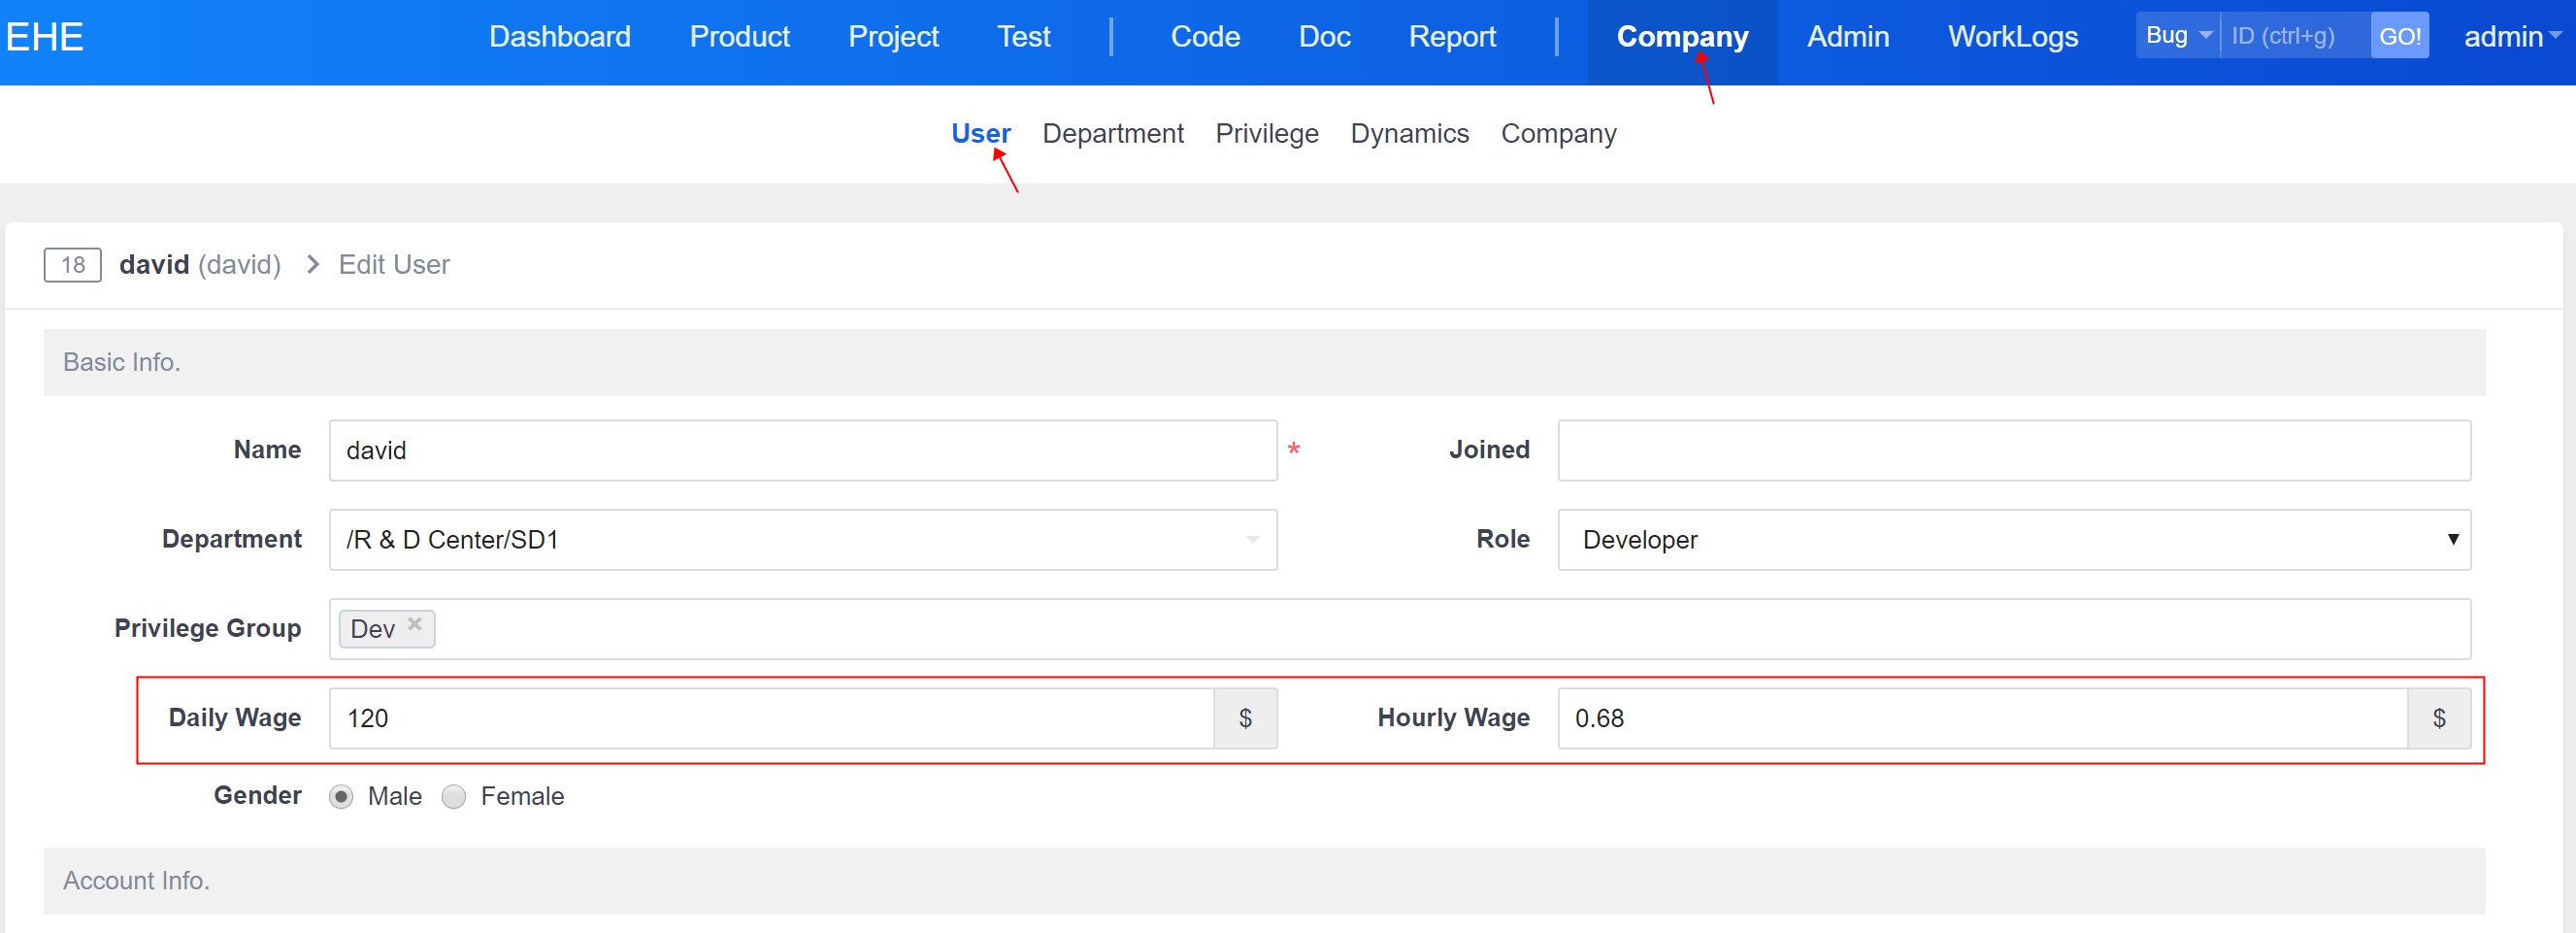 EHE Dashboard Product Project Test Code Doc Report Company Admin WorkLogs Bug ID (ctrl+g) GO! admin
User Department Privilege Dynamics Company
18 david (david) > Edit User
Basic Info.
Name david * Joined
Department /R & D Center/SD1 Role Developer
Privilege Group Dev ×
Daily Wage 120 $ Hourly Wage 0.68 $
Gender Male Female
Account Info.